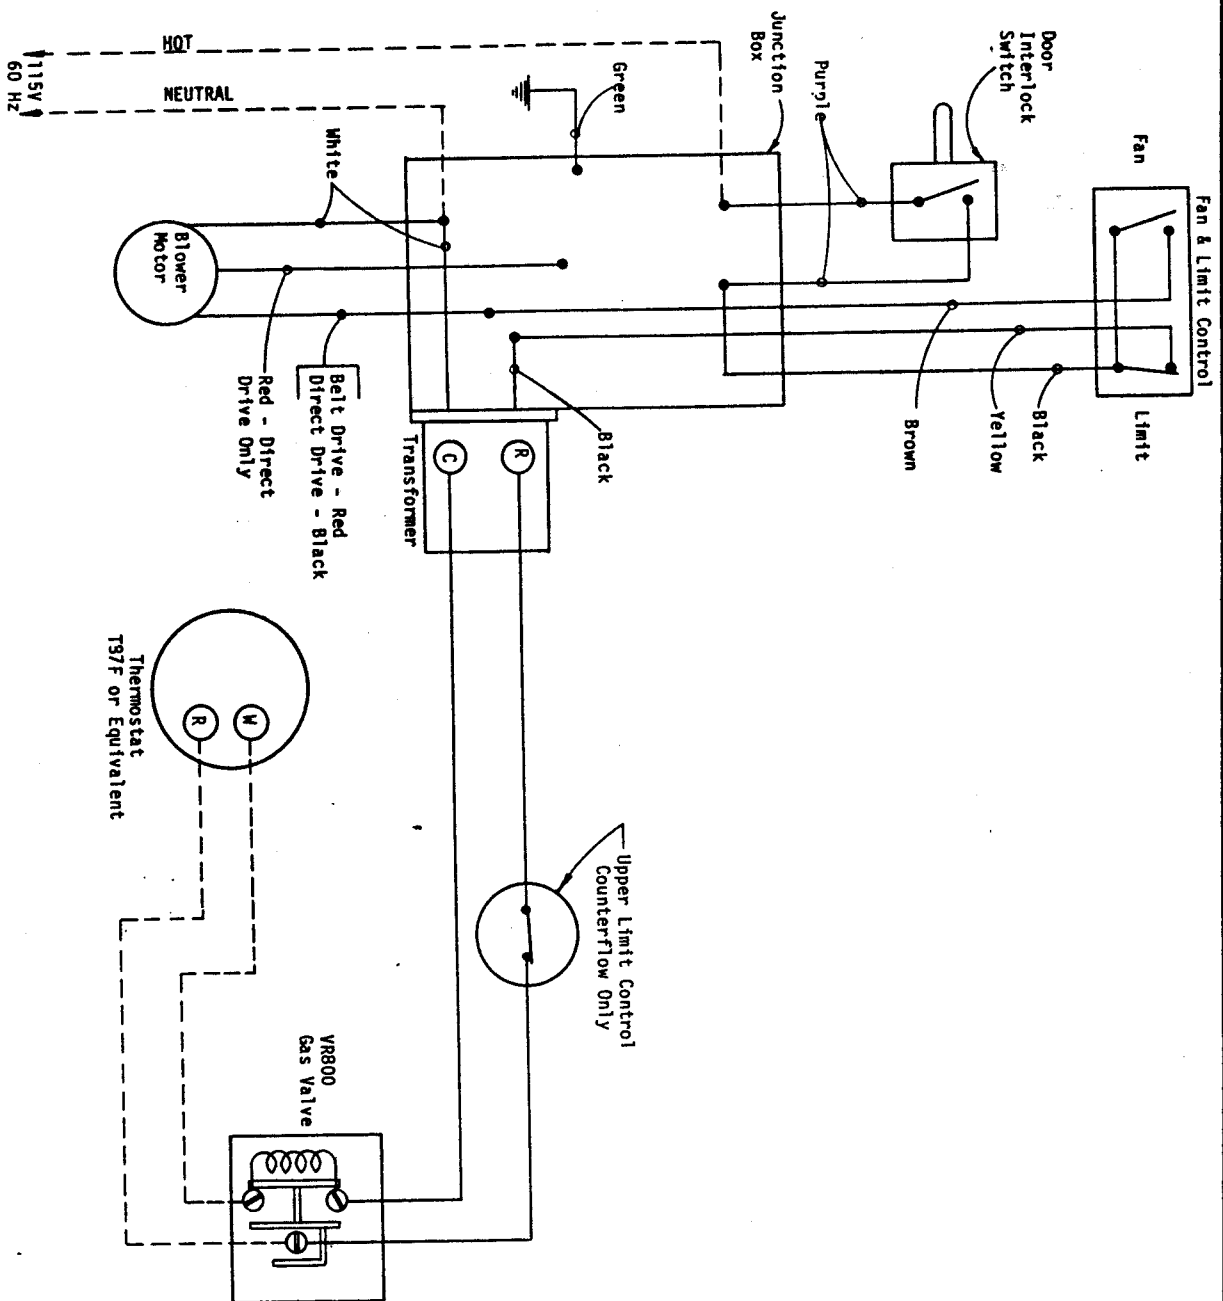 Fan & Limit Control
Fan
Limit
Door
Interlock
Switch
Junction
Box
Purple
Green
HOT
NEUTRAL
115V
60 Hz
White
Blower
Motor
Belt Drive - Red
Direct Drive - Black
Red - Direct
Drive Only
Brown
Yellow
Black
Black
R
C
Transformer
Thermostat
T87F or Equivalent
R
W
Upper Limit Control
Counterflow Only
VR800
Gas Valve